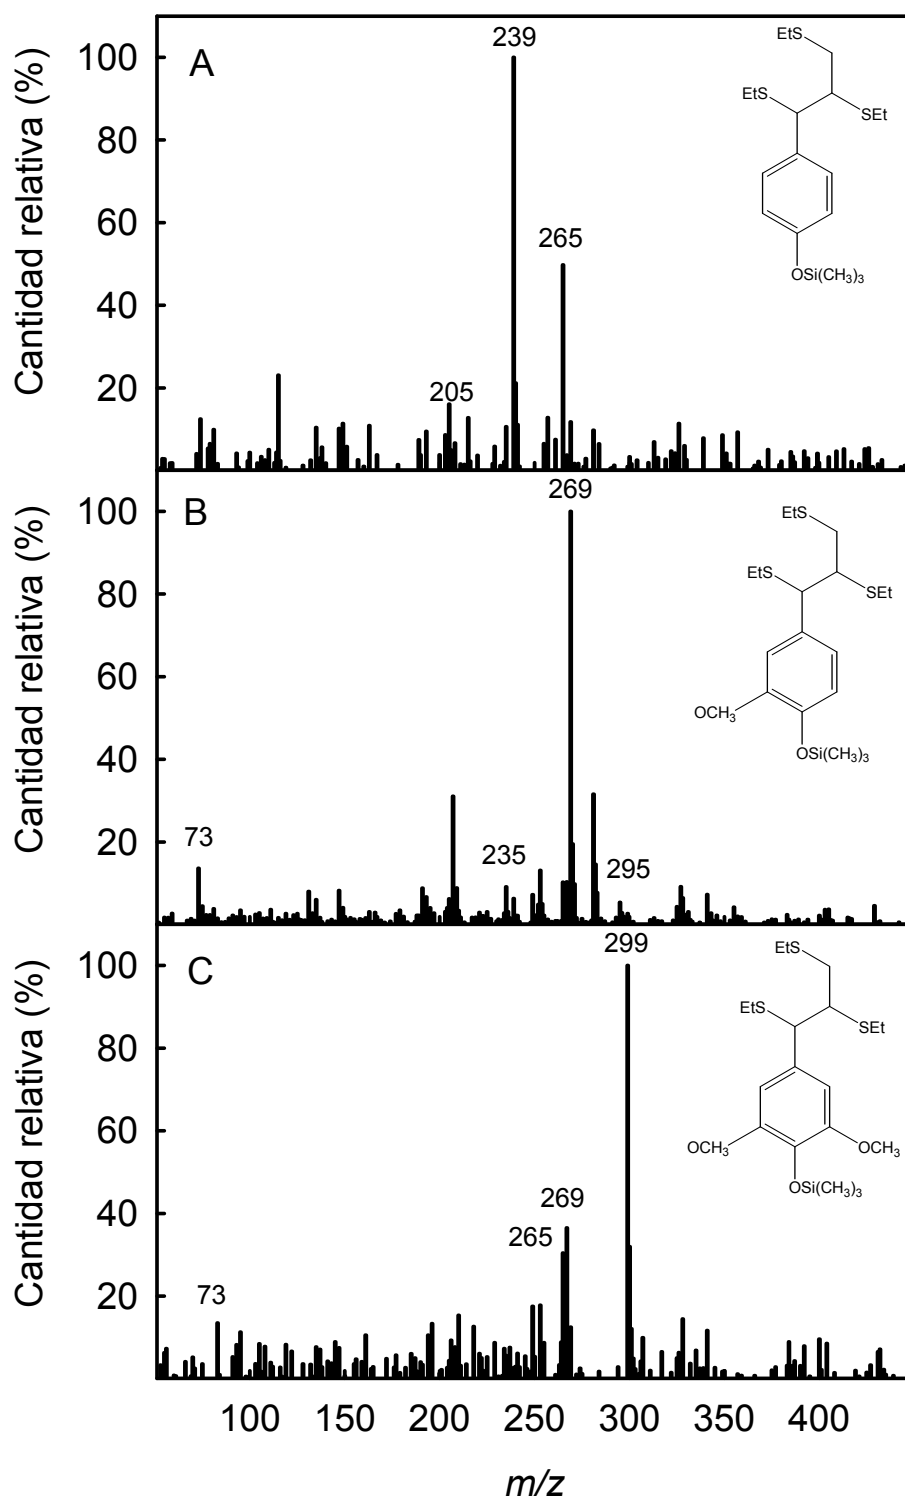 Cantidad relativa (%)
100
80
60
40
20
A
239
265
205
EtS
EtS
SEt
OSi(CH3)3
Cantidad relativa (%)
100
80
60
40
20
B
269
73
235
295
EtS
EtS
SEt
OCH3
OSi(CH3)3
Cantidad relativa (%)
100
80
60
40
20
C
299
269
265
73
EtS
EtS
SEt
OCH3
OCH3
OSi(CH3)3
100 150 200 250 300 350 400
m/z